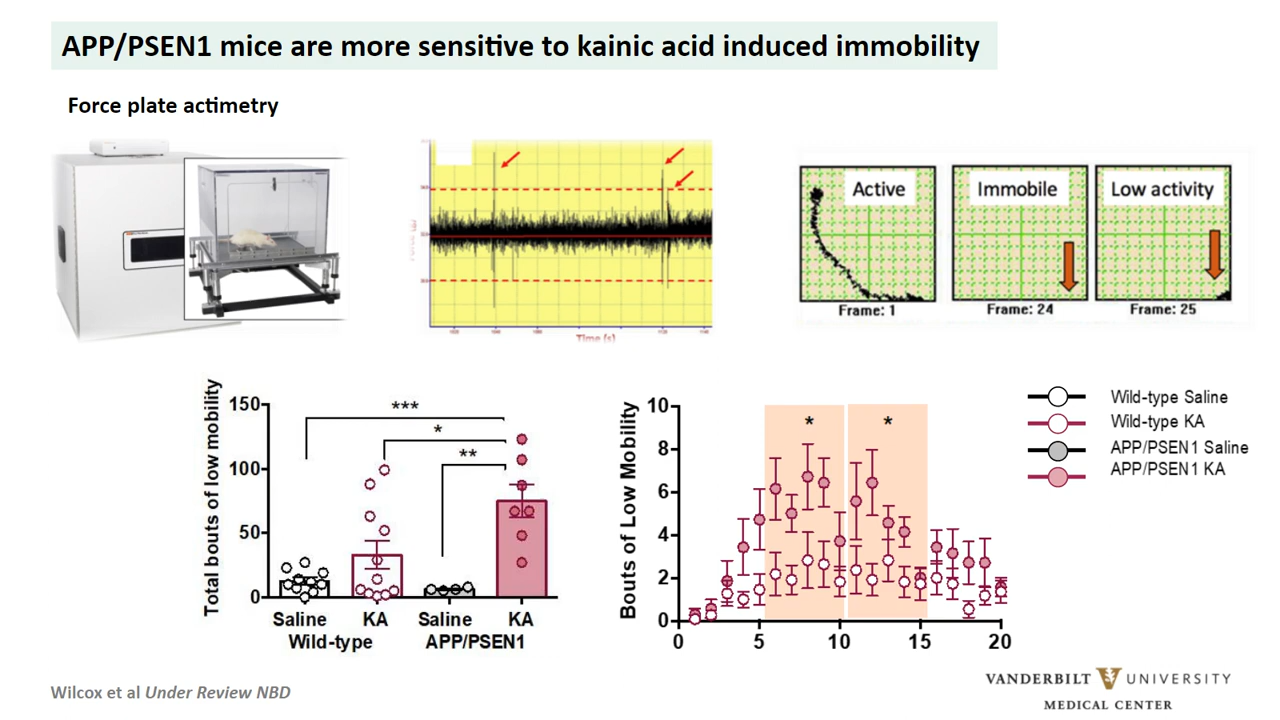 APP/PSEN1 mice are more sensitive to kainic acid induced immobility
Force plate actimetry
Time (s)
Active
Immobile
Low activity
Frame: 1
Frame: 24
Frame: 25
Total bouts of low mobility
150
100
50
0
***
*
**
Saline
KA
Saline
KA
Wild-type
APP/PSEN1
Bouts of Low Mobility
10
8
6
4
2
0
*
*
0
5
10
15
20
Wild-type Saline
Wild-type KA
APP/PSEN1 Saline
APP/PSEN1 KA
Wilcox et al Under Review NBD
VANDERBILT UNIVERSITY
MEDICAL CENTER